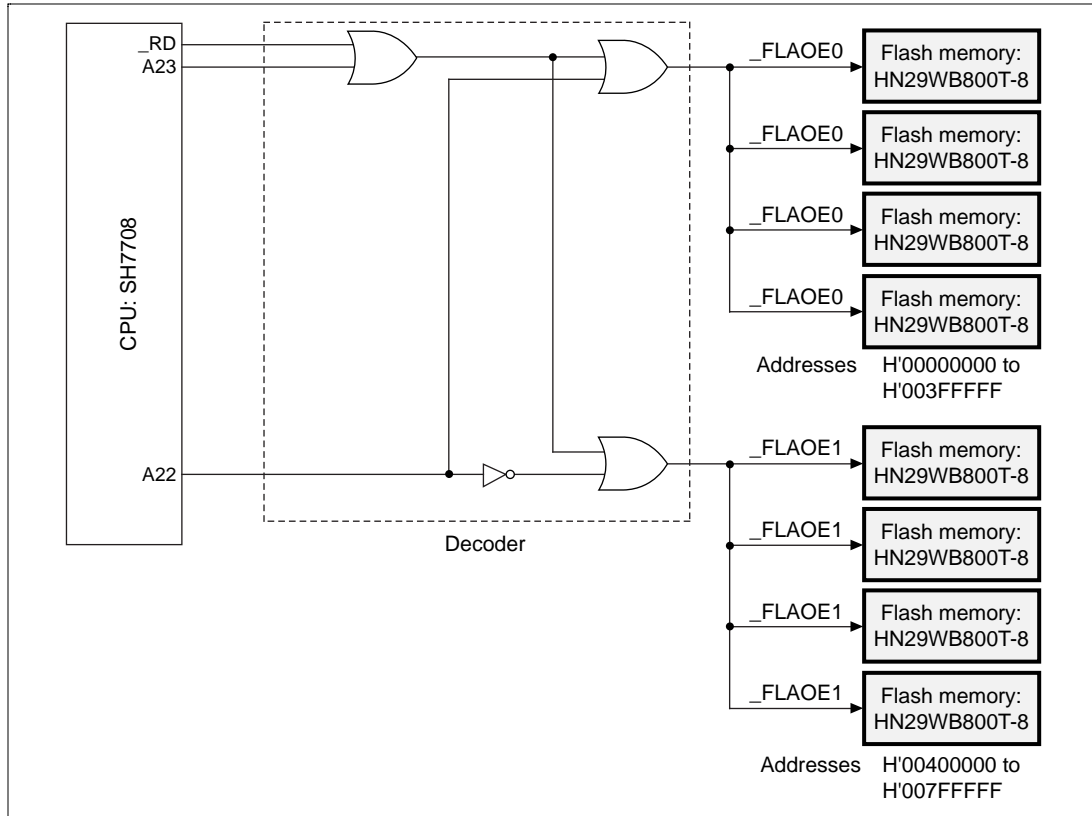 _RD
A23
CPU: SH7708
A22
Decoder
_FLAOE0
Flash memory:
HN29WB800T-8
_FLAOE0
Flash memory:
HN29WB800T-8
_FLAOE0
Flash memory:
HN29WB800T-8
_FLAOE0
Flash memory:
HN29WB800T-8
Addresses H'00000000 to
H'003FFFFF
_FLAOE1
Flash memory:
HN29WB800T-8
_FLAOE1
Flash memory:
HN29WB800T-8
_FLAOE1
Flash memory:
HN29WB800T-8
_FLAOE1
Flash memory:
HN29WB800T-8
Addresses H'00400000 to
H'007FFFFF